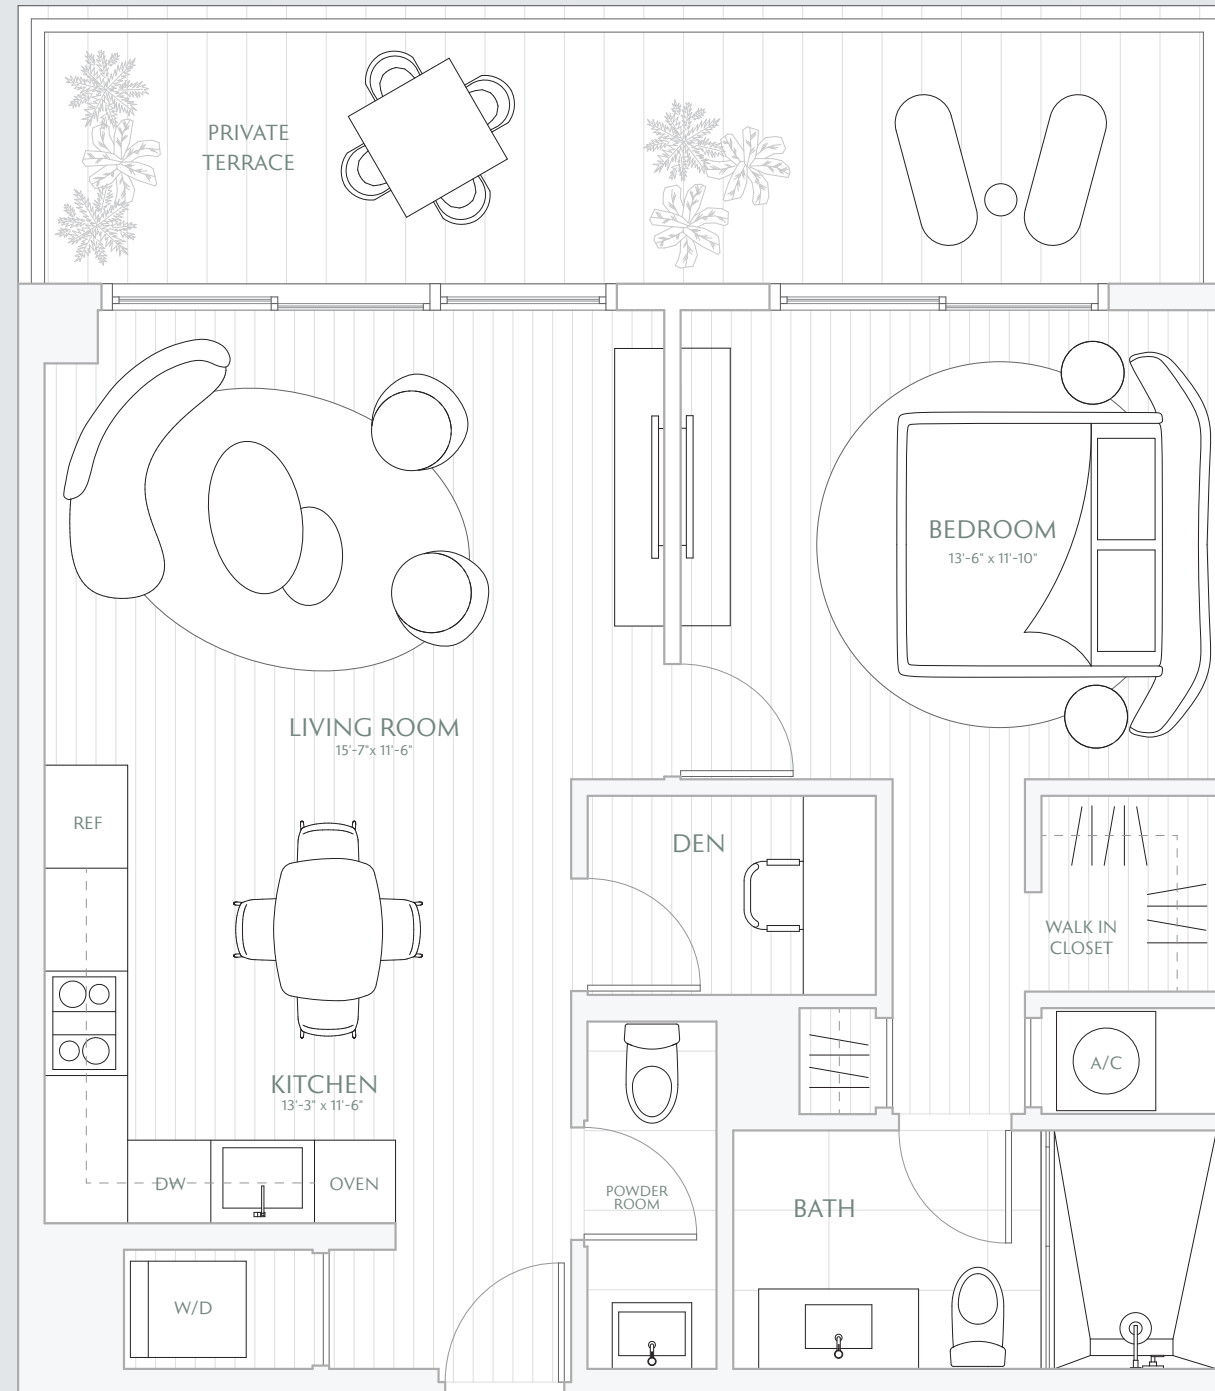 PRIVATE
TERRACE
BEDROOM
13'-6" x 11'-10"
LIVING ROOM
15'-7"x 11'-6"
REF
DEN
WALK IN
CLOSET
A/C
KITCHEN
13'-3" x 11'-6"
DW
OVEN
POWDER
ROOM
BATH
W/D